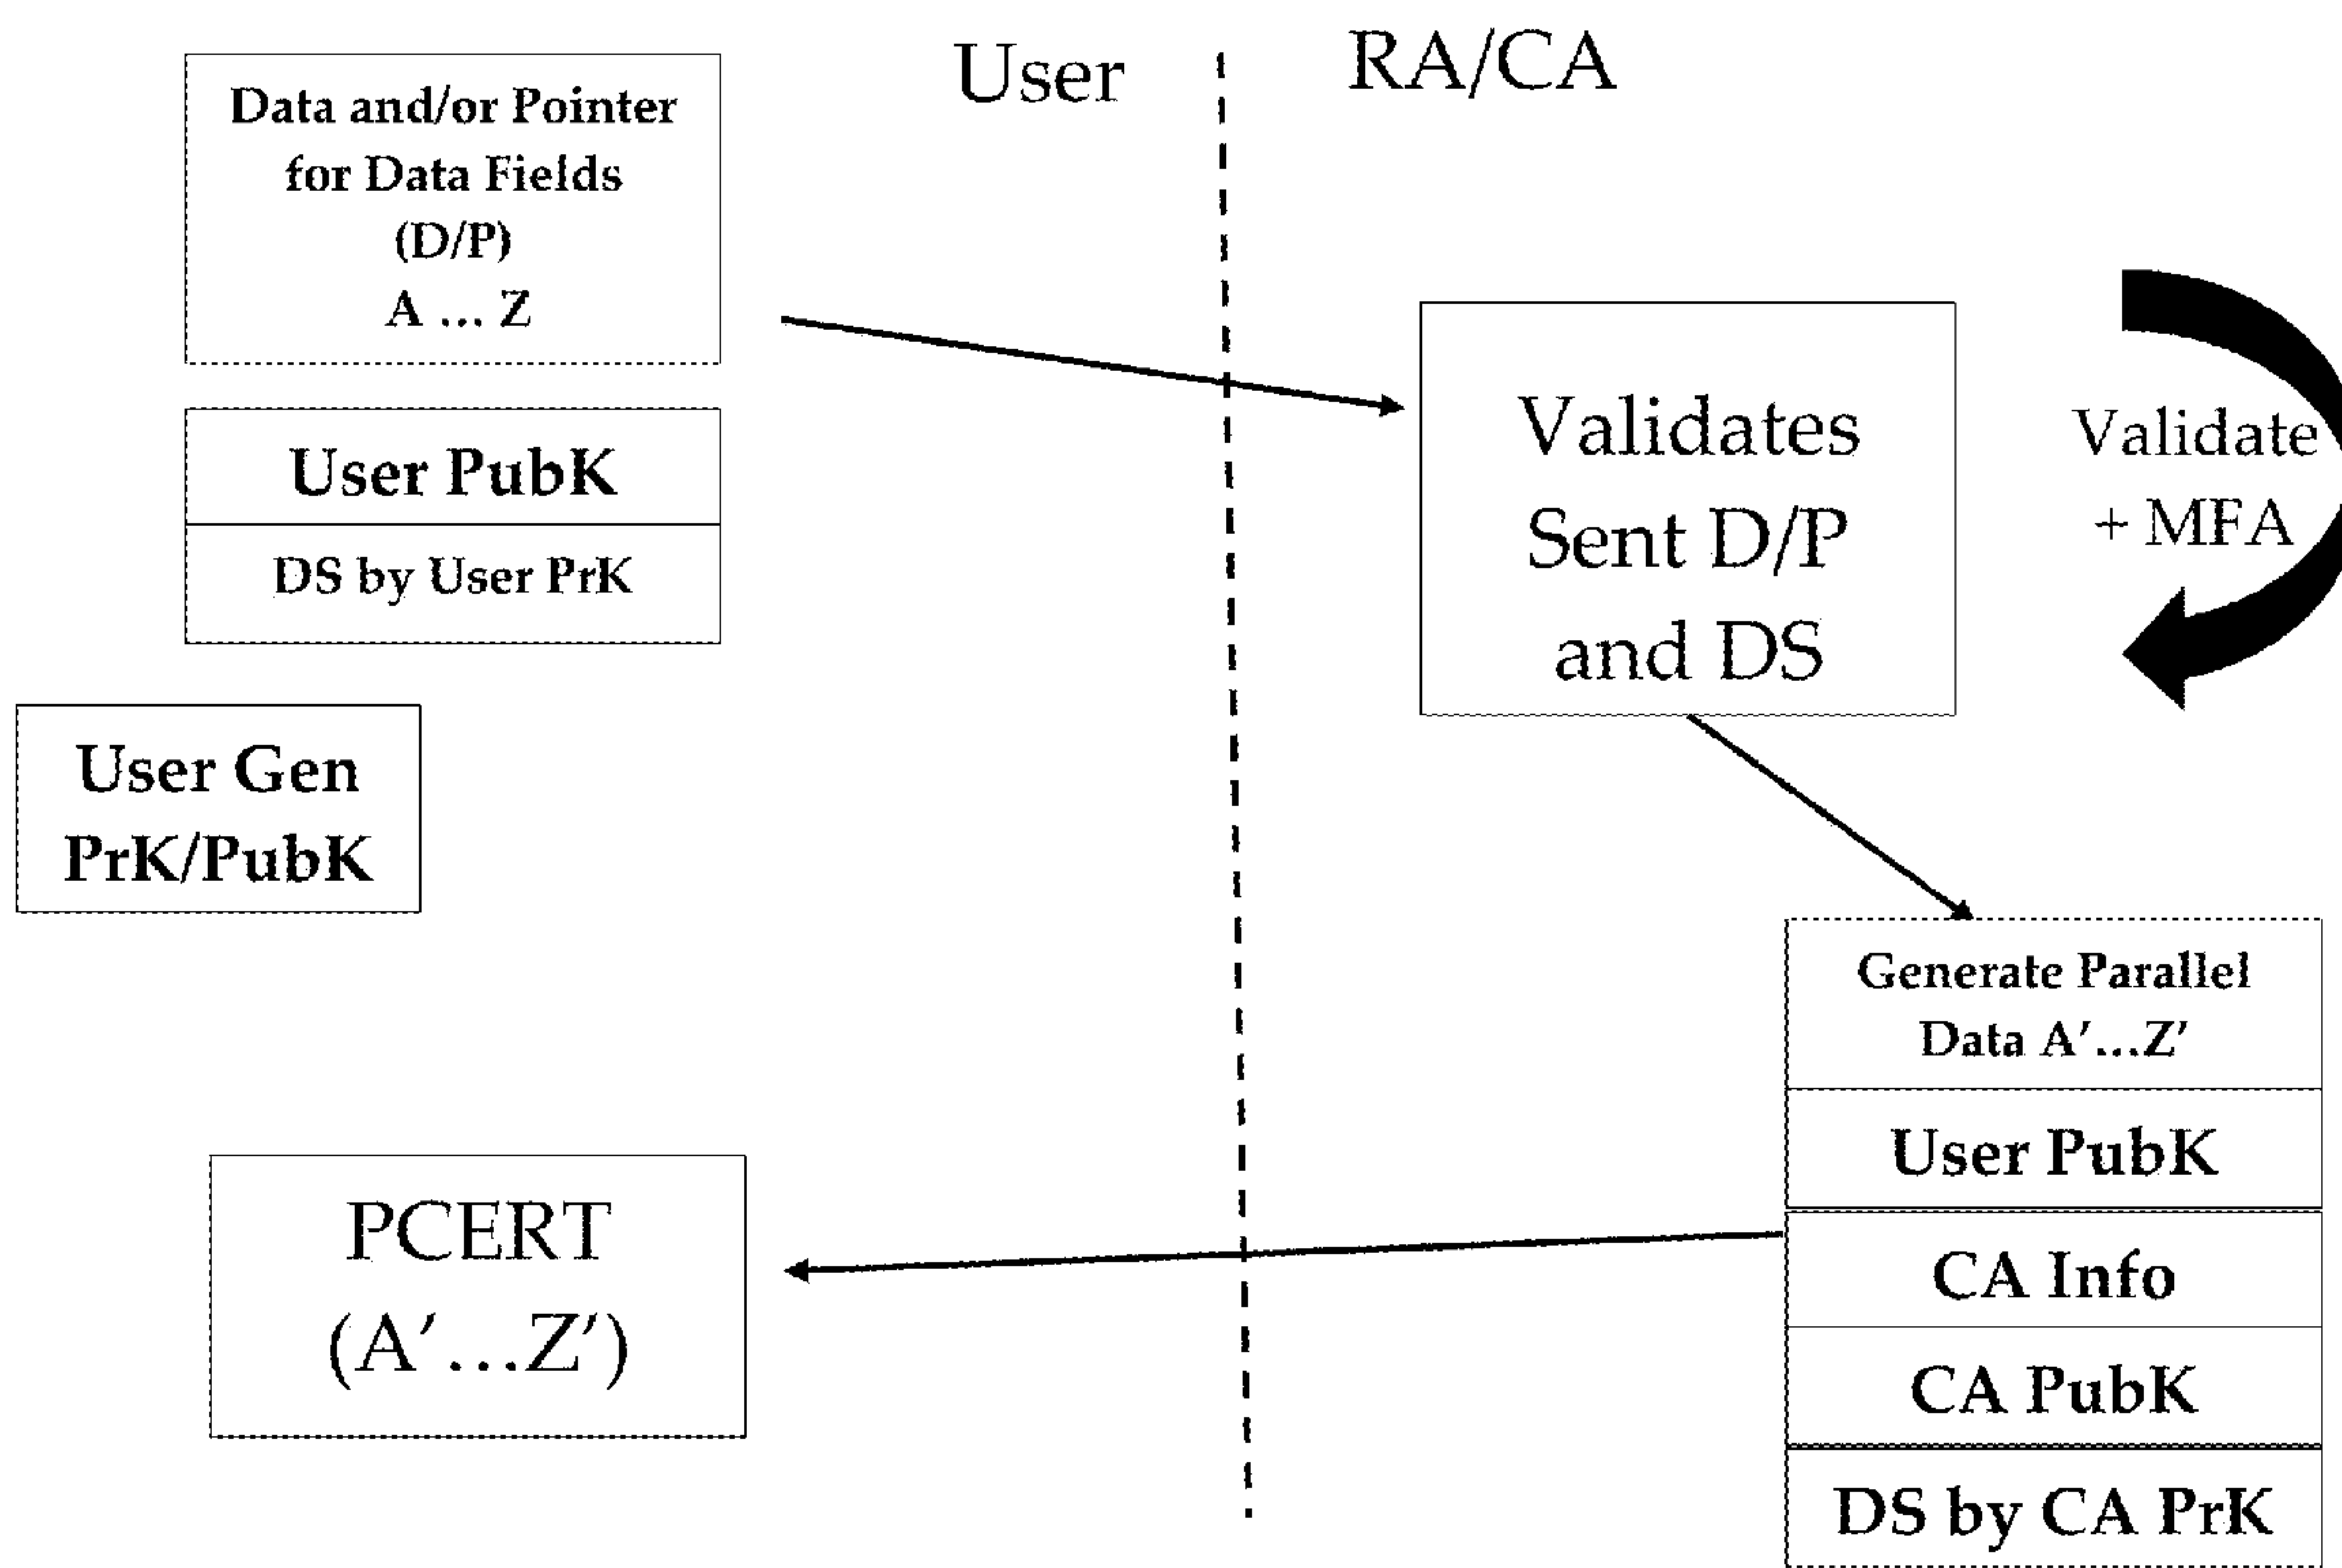 User
RA/CA
Data and/or Pointer
for Data Fields
(D/P)
A ... Z
User PubK
DS by User PrK
User Gen
PrK/PubK
Validates
Sent D/P
and DS
Validate
+ MFA
Generate Parallel
Data A'...Z'
User PubK
CA Info
CA PubK
DS by CA PrK
PCERT
(A'...Z')